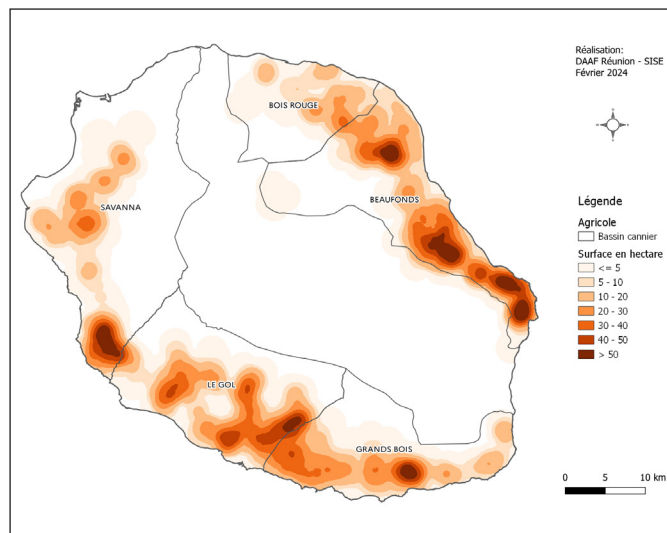 Réalisation:
DAAF Réunion - SISE
Février 2024
BOIS ROUGE
BEAUFONDS
SAVANNA
LE GOL
GRANDS BOIS
Légende
Agricole
Bassin cannier
Surface en hectare
<= 5
5 - 10
10 - 20
20 - 30
30 - 40
40 - 50
> 50
0 5 10 km